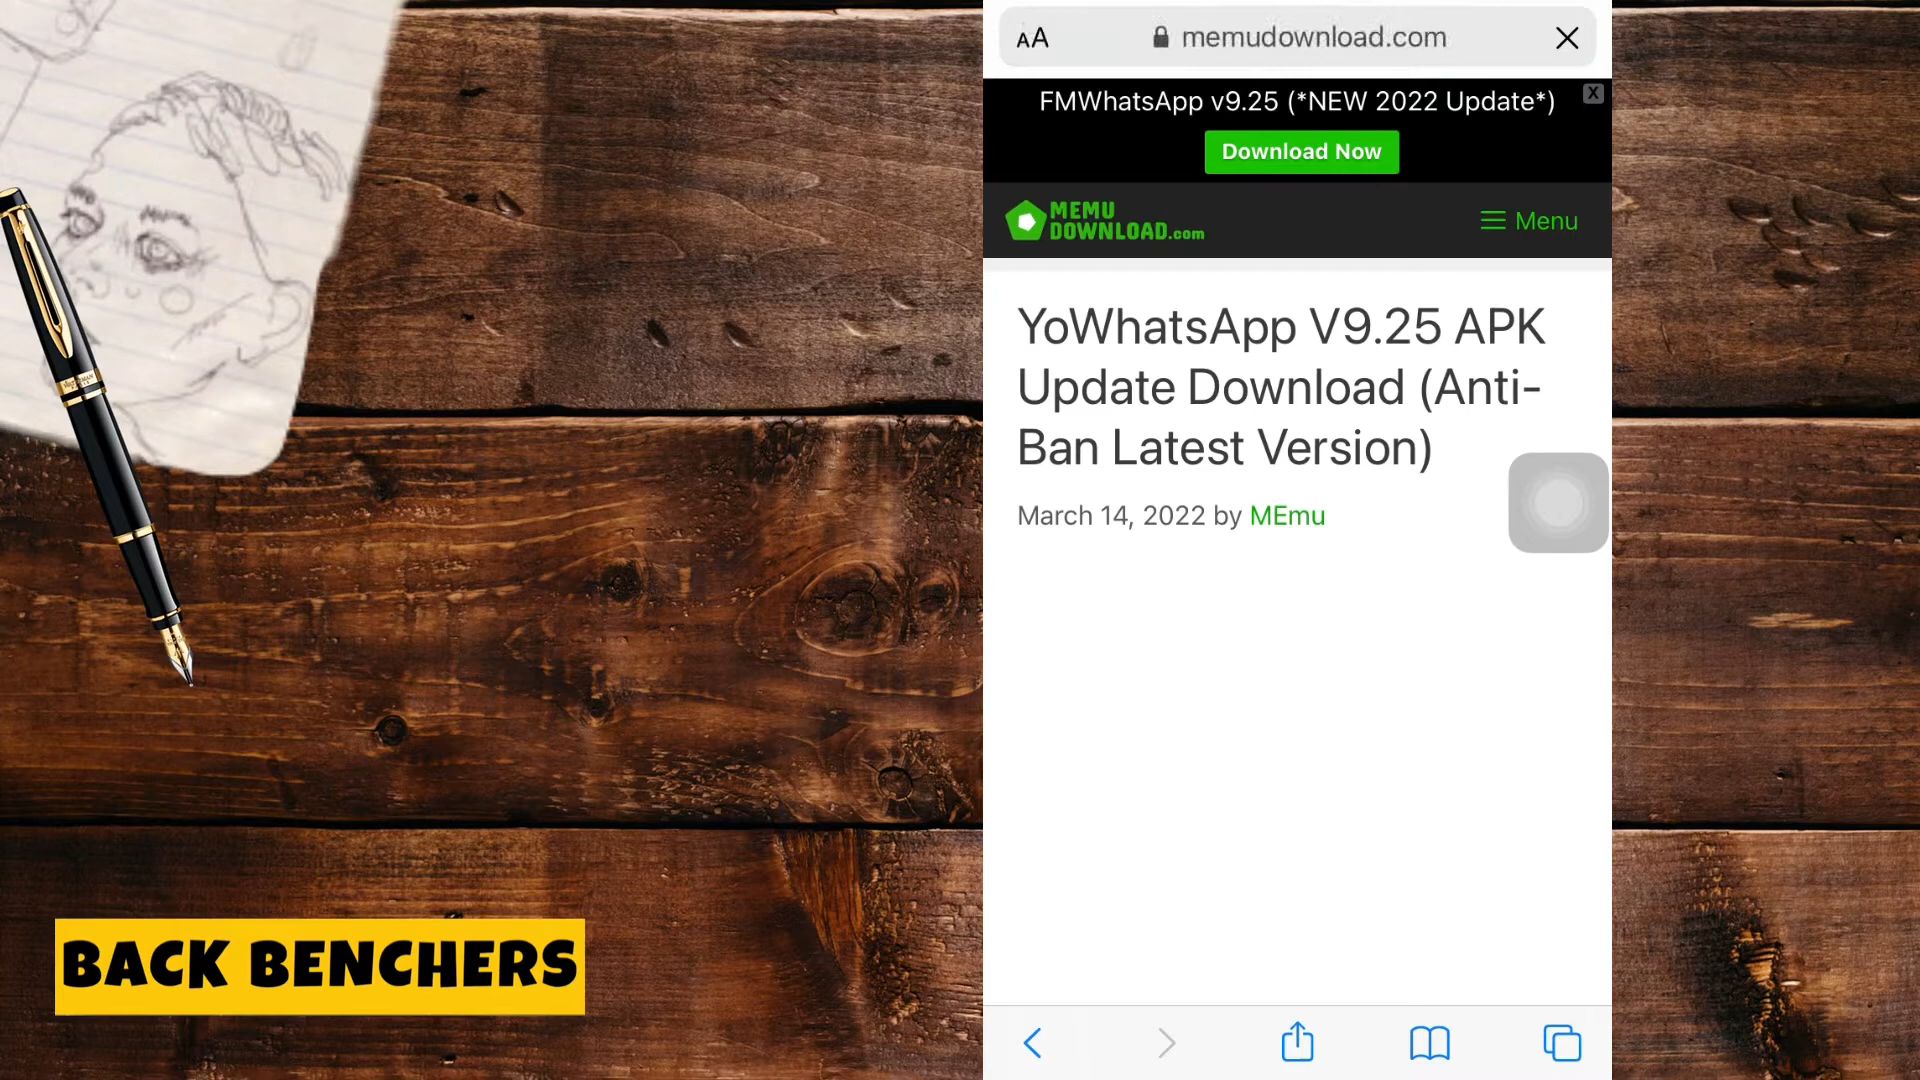 AA memudownload.com
FMWhatsApp v9.25 (*NEW 2022 Update*)
X
Download Now
MEMU
DOWNLOAD.com
Menu
YoWhatsApp V9.25 APK
Update Download (Anti-
Ban Latest Version)
March 14, 2022 by MEmu
BACK BENCHERS